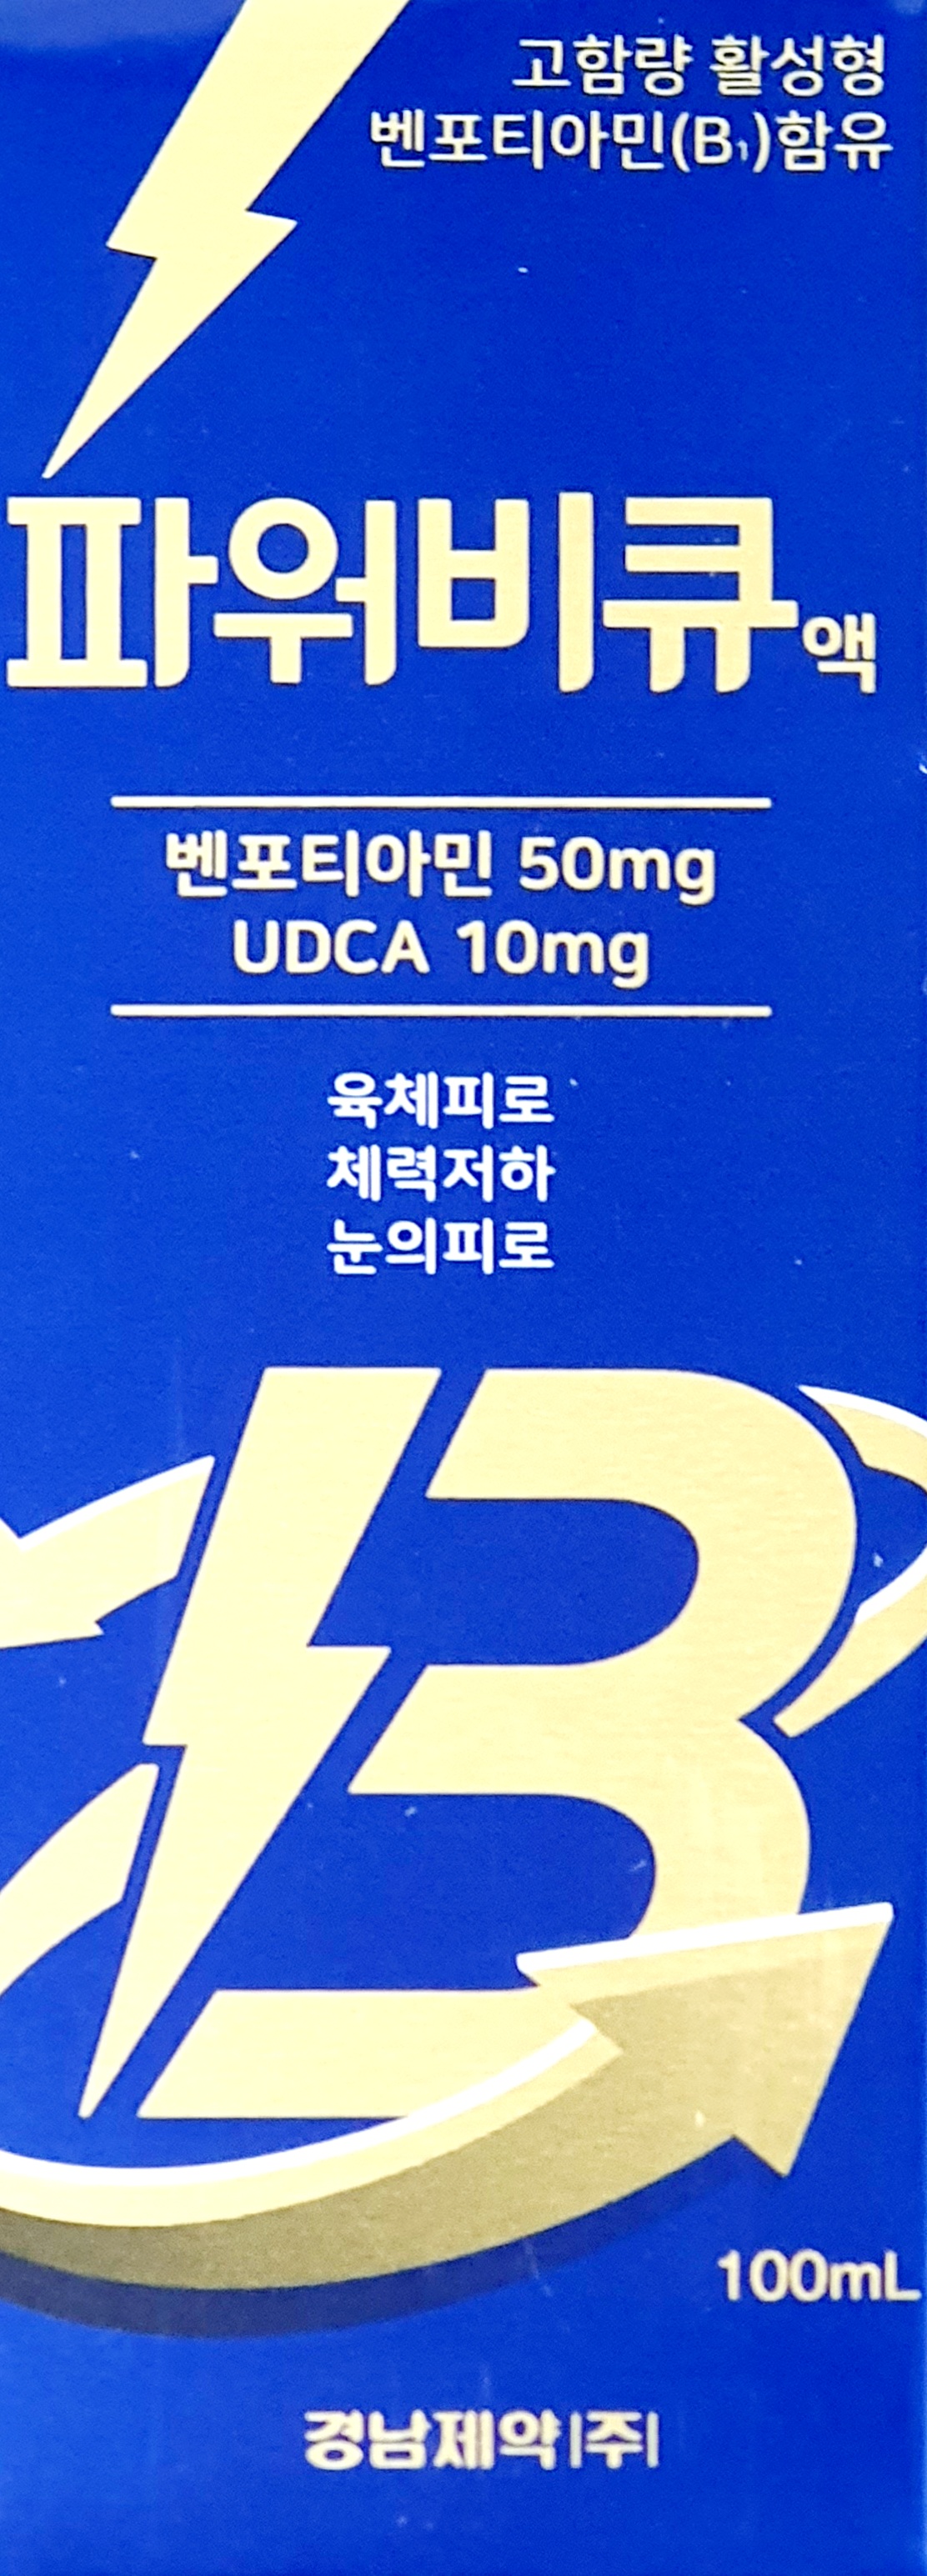 고함량 활성형
벤포티아민(B₁)함유
파워비큐액
벤포티아민 50mg
UDCA 10mg
육체피로
체력저하
눈의피로
B
100mL
경남제약|주|